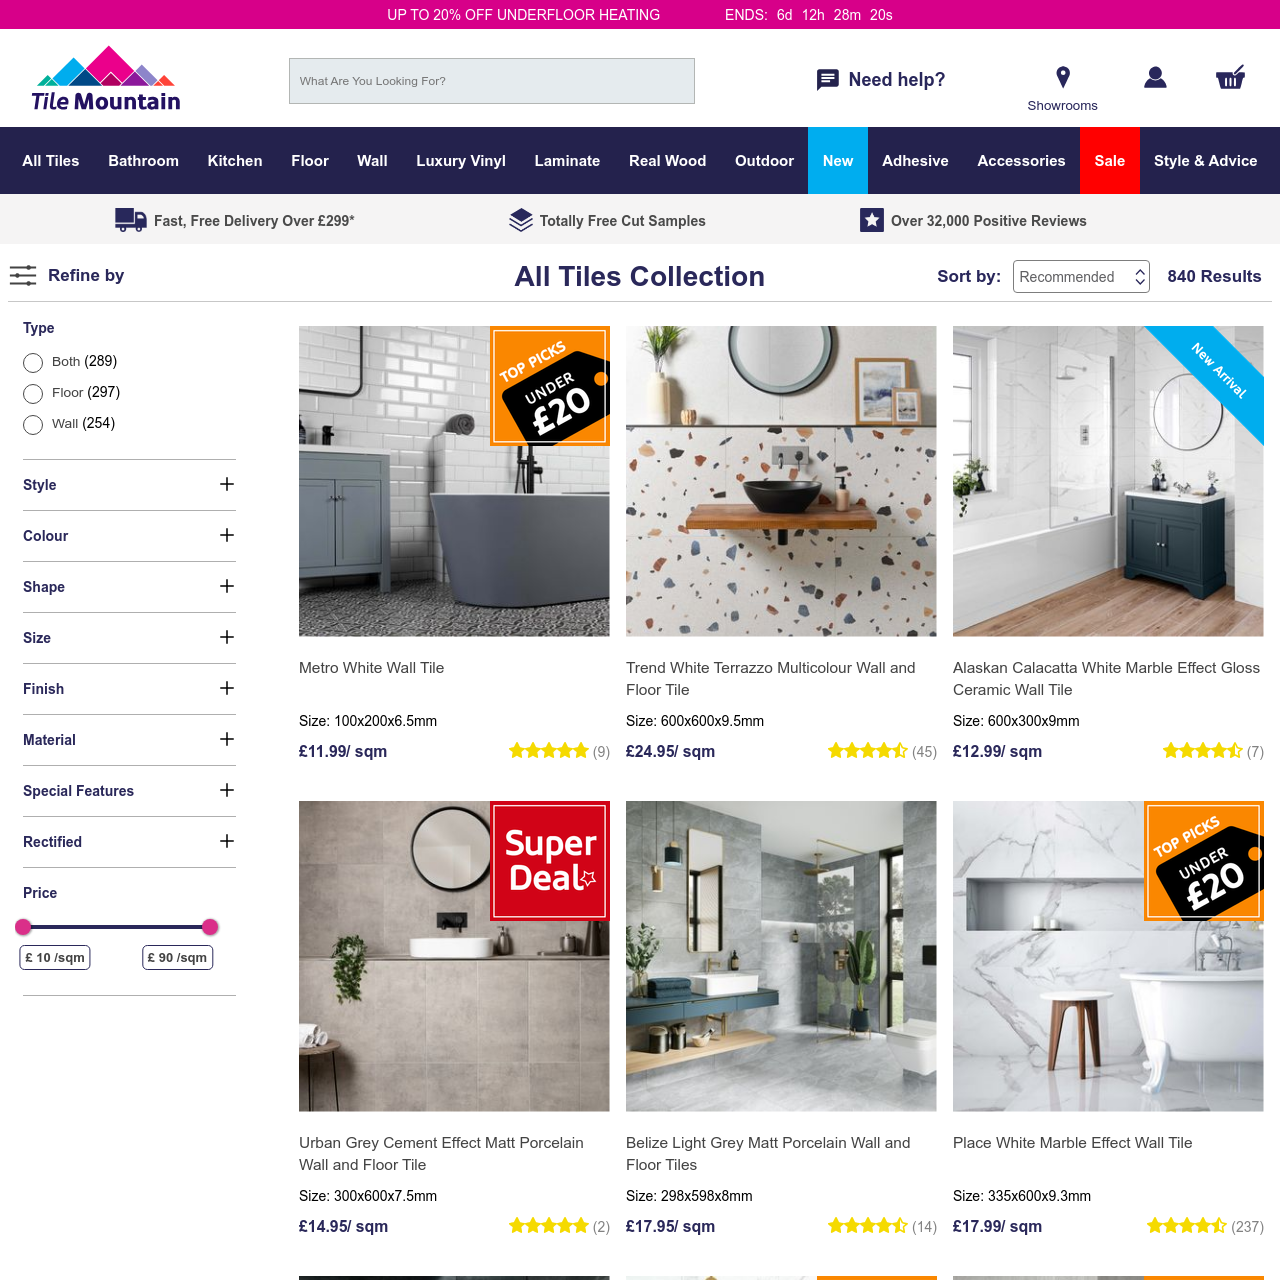 UP TO 20% OFF UNDERFLOOR HEATING ENDS: 6d 12h 28m 20s
Tile Mountain
What Are You Looking For?
Need help?
Showrooms
All Tiles Bathroom Kitchen Floor Wall Luxury Vinyl Laminate Real Wood Outdoor New Adhesive Accessories Sale Style & Advice
Fast, Free Delivery Over £299* Totally Free Cut Samples Over 32,000 Positive Reviews
Refine by
All Tiles Collection
Sort by: Recommended 840 Results
Type
Both (289)
Floor (297)
Wall (254)
Style
Colour
Shape
Size
Finish
Material
Special Features
Rectified
Price
£ 10 /sqm £ 90 /sqm
TOP PICKS
UNDER
£20
Metro White Wall Tile
Size: 100x200x6.5mm
£11.99/ sqm (9)
Trend White Terrazzo Multicolour Wall and
Floor Tile
Size: 600x600x9.5mm
£24.95/ sqm (45)
New Arrival
Alaskan Calacatta White Marble Effect Gloss
Ceramic Wall Tile
Size: 600x300x9mm
£12.99/ sqm (7)
Super
Deal
Urban Grey Cement Effect Matt Porcelain
Wall and Floor Tile
Size: 300x600x7.5mm
£14.95/ sqm (2)
Belize Light Grey Matt Porcelain Wall and
Floor Tiles
Size: 298x598x8mm
£17.95/ sqm (14)
TOP PICKS
UNDER
£20
Place White Marble Effect Wall Tile
Size: 335x600x9.3mm
£17.99/ sqm (237)